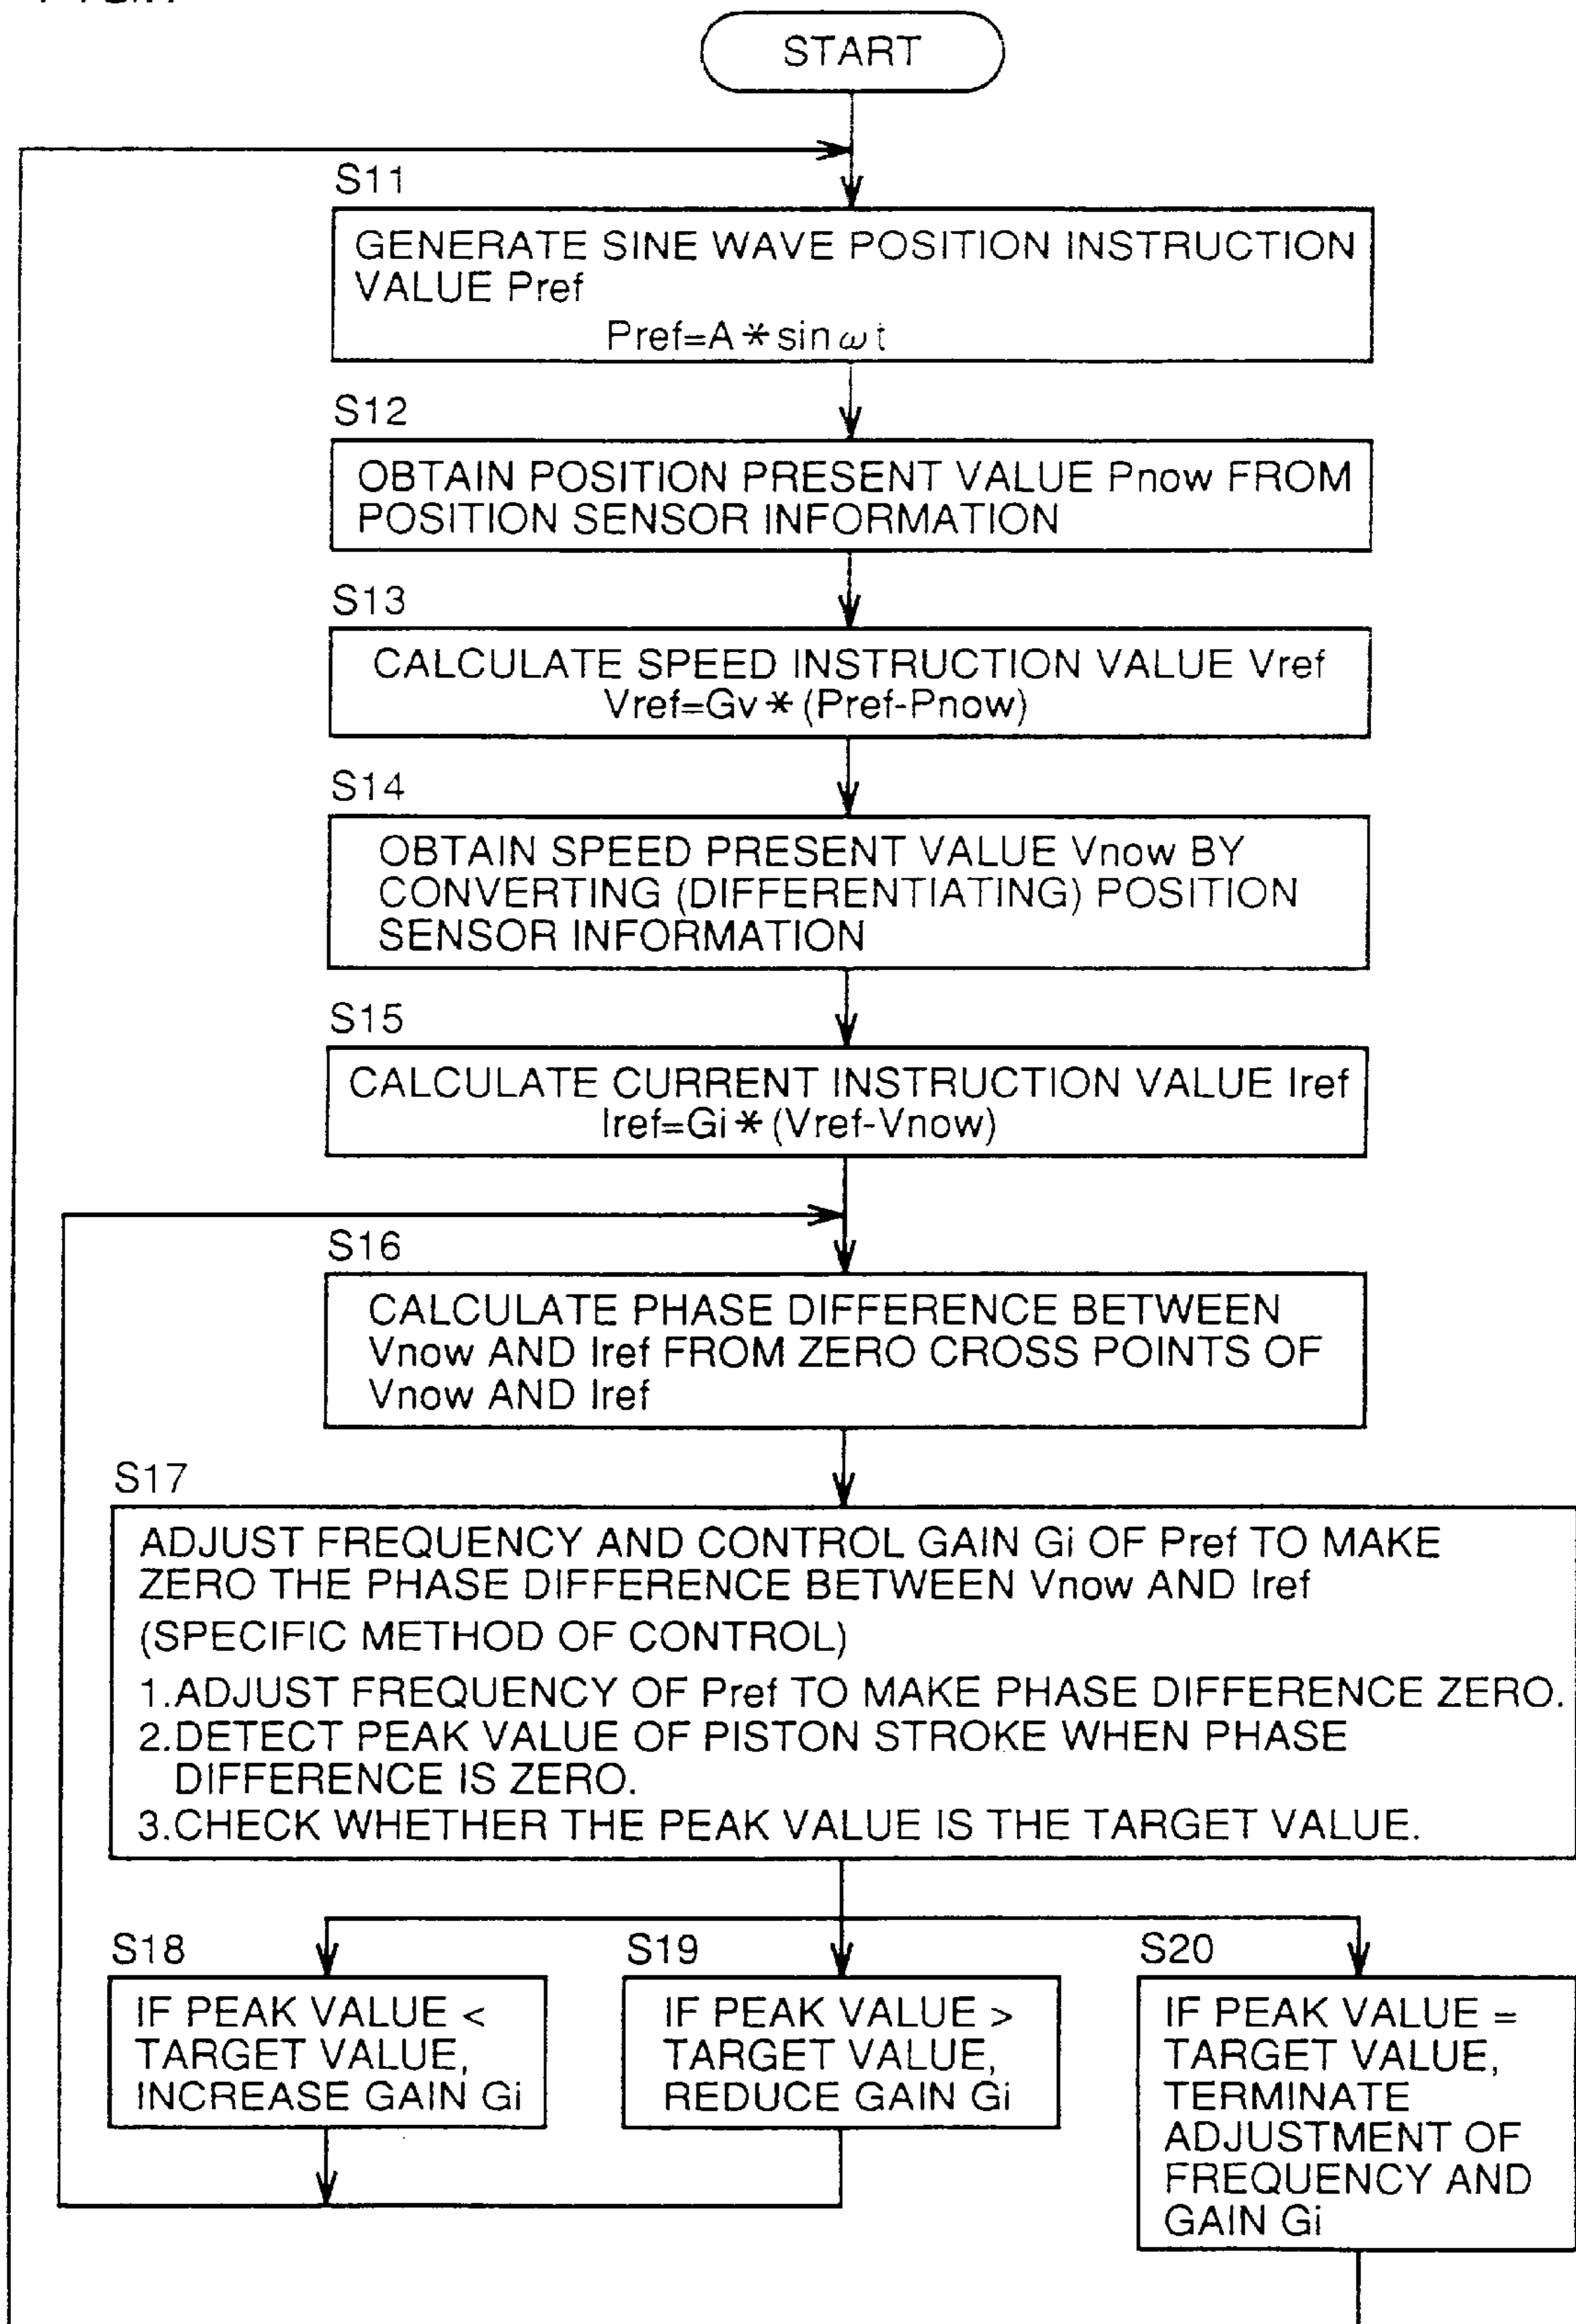 START
S11
GENERATE SINE WAVE POSITION INSTRUCTION
VALUE Pref
Pref=A*sin ωt
S12
OBTAIN POSITION PRESENT VALUE Pnow FROM
POSITION SENSOR INFORMATION
S13
CALCULATE SPEED INSTRUCTION VALUE Vref
Vref=Gv*(Pref-Pnow)
S14
OBTAIN SPEED PRESENT VALUE Vnow BY
CONVERTING (DIFFERENTIATING) POSITION
SENSOR INFORMATION
S15
CALCULATE CURRENT INSTRUCTION VALUE Iref
Iref=Gi*(Vref-Vnow)
S16
CALCULATE PHASE DIFFERENCE BETWEEN
Vnow AND Iref FROM ZERO CROSS POINTS OF
Vnow AND Iref
S17
ADJUST FREQUENCY AND CONTROL GAIN Gi OF Pref TO MAKE
ZERO THE PHASE DIFFERENCE BETWEEN Vnow AND Iref
(SPECIFIC METHOD OF CONTROL)
1.ADJUST FREQUENCY OF Pref TO MAKE PHASE DIFFERENCE ZERO.
2.DETECT PEAK VALUE OF PISTON STROKE WHEN PHASE
DIFFERENCE IS ZERO.
3.CHECK WHETHER THE PEAK VALUE IS THE TARGET VALUE.
S18
IF PEAK VALUE <
TARGET VALUE,
INCREASE GAIN Gi
S19
IF PEAK VALUE >
TARGET VALUE,
REDUCE GAIN Gi
S20
IF PEAK VALUE =
TARGET VALUE,
TERMINATE
ADJUSTMENT OF
FREQUENCY AND
GAIN Gi